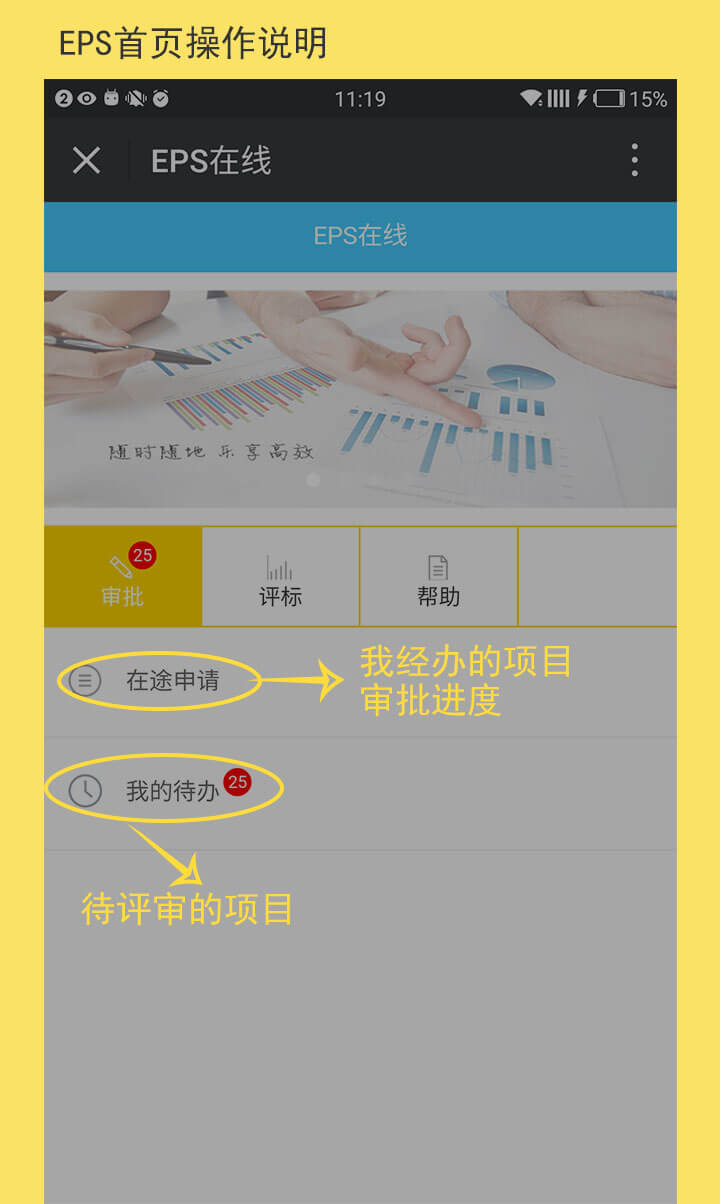 EPS首页操作说明
2 11:19 15%
EPS在线
EPS在线
随时随地 乐享高效
25
审批 评标 帮助
在途申请
我经办的项目
审批进度
我的待办 25
待评审的项目